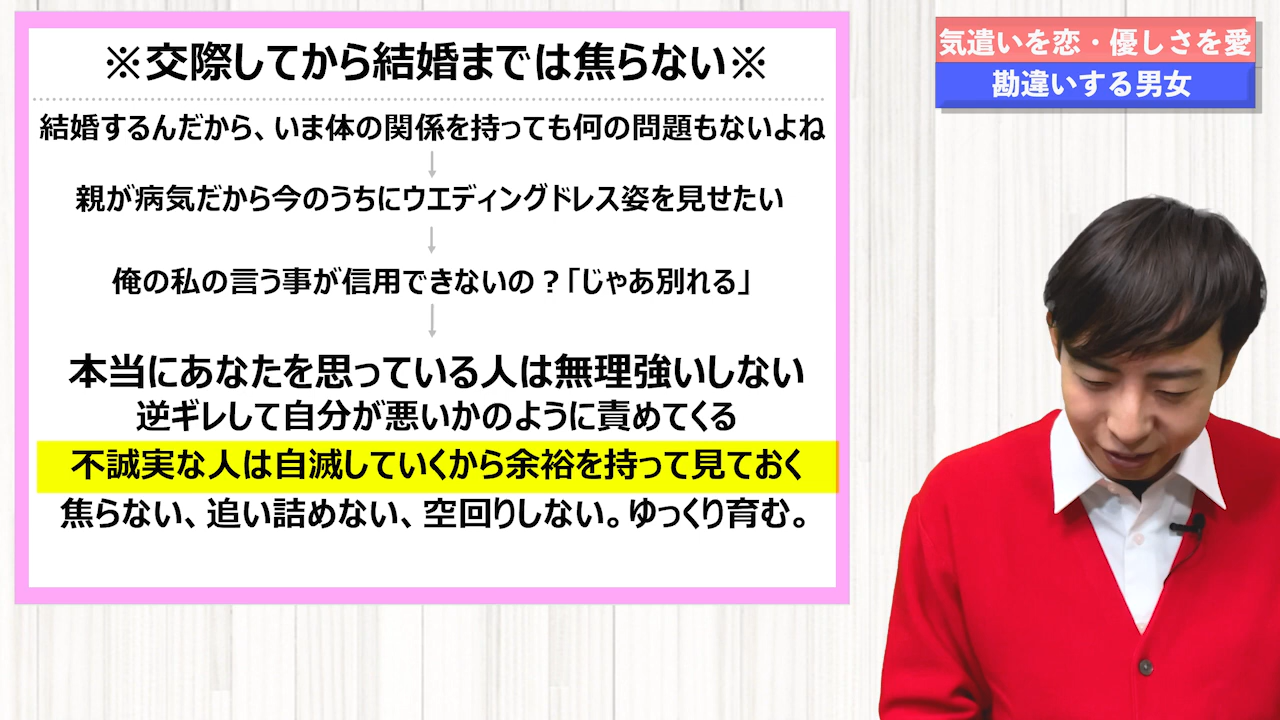 ※交際してから結婚までは焦らない※
結婚するんだから、いま体の関係を持っても何の問題もないよね
親が病気だから今のうちにウエディングドレス姿を見せたい
俺の私の言う事が信用できないの？「じゃあ別れる」
本当にあなたを思っている人は無理強いしない
逆ギレして自分が悪いかのように責めてくる
不誠実な人は自滅していくから余裕を持って見ておく
焦らない、追い詰めない、空回りしない。ゆっくり育む。
気遣いを恋・優しさを愛
勘違いする男女